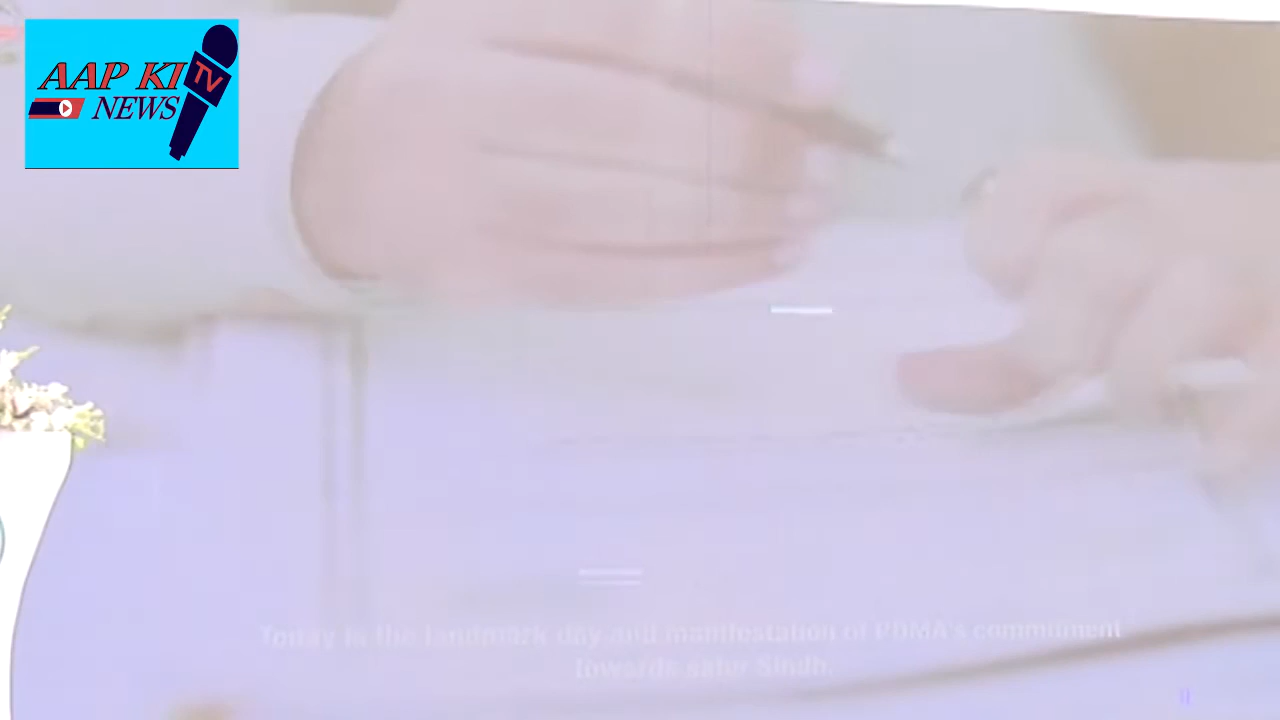 AAP KI
TV
NEWS
Today is the landmark day and manifestation of PDMA's commitment
towards safer Sindh.